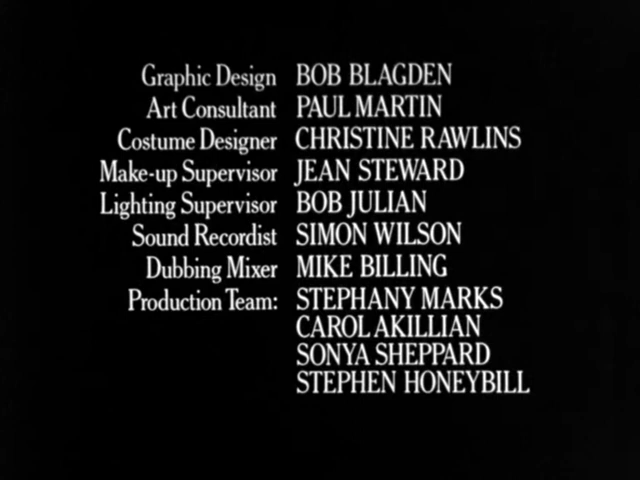 Graphic Design BOB BLAGDEN
Art Consultant PAUL MARTIN
Costume Designer CHRISTINE RAWLINS
Make-up Supervisor JEAN STEWARD
Lighting Supervisor BOB JULIAN
Sound Recordist SIMON WILSON
Dubbing Mixer MIKE BILLING
Production Team: STEPHANY MARKS
CAROL AKILLIAN
SONYA SHEPPARD
STEPHEN HONEYBILL